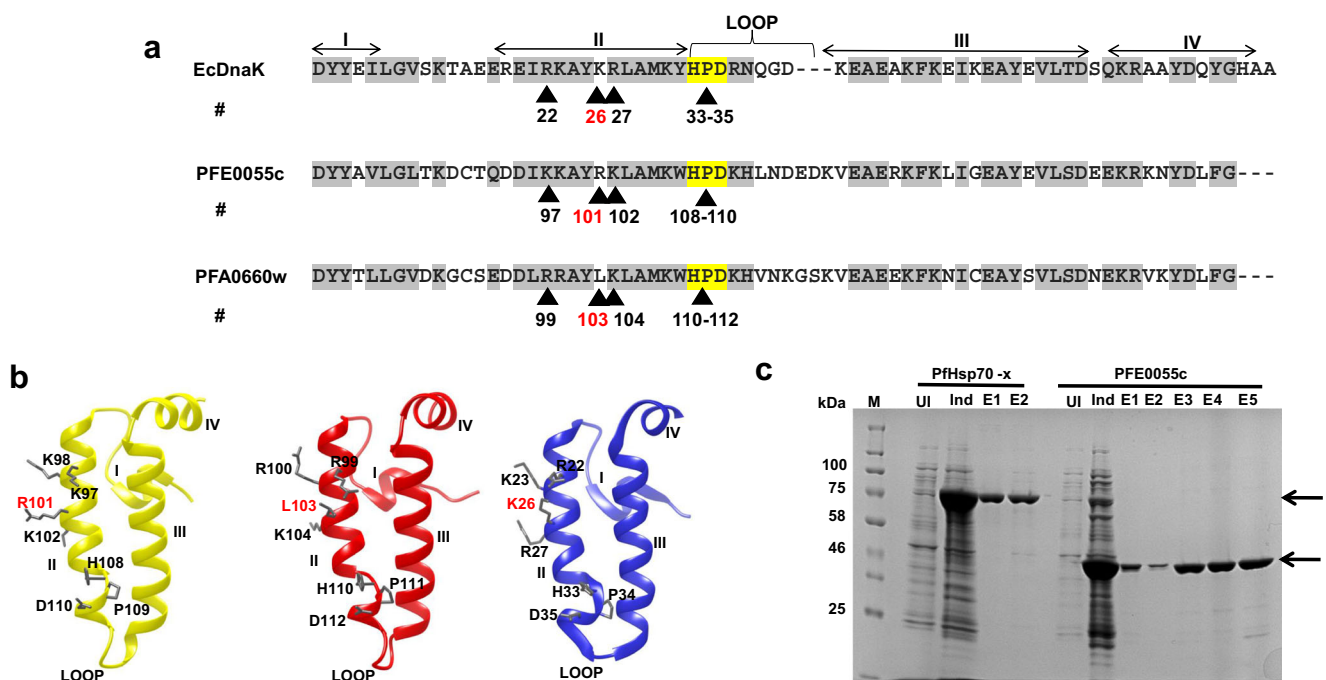 a
I II LOOP III IV
EcDnaK DYYEILGVSKTAEEREIRKAYKRLAMKYHPDRNQGD---KEAEAKFKEIKEAYEVLTDSQKRAAYDQYGHAA
# 22 26 27 33-35
PFE0055c DYYAVLGLTKDCTQDDIKKAYRKLAMKWHPDKHLNDEDKVEAERKFKLIGEAYEVLSDEEKRKNYDLFG---
# 97 101 102 108-110
PFA0660w DYYTLLGVDKGCSEDDLRRAYLKLAMKWHPDKHVNKGSKVEAEEKFKNICEAYSVLSDNEKRVKYDLFG---
# 99 103 104 110-112
b
IV
K98
I
K97
R101
K102
III
II
H108
D110
P109
LOOP
IV
R100
R99
I
L103
K104
III
II
H110
P111
D112
LOOP
IV
K23
R22
I
K26
R27
III
II
H33
P34
D35
LOOP
c
PfHsp70 -x PFE0055c
kDa M UI Ind E1 E2 UI Ind E1 E2 E3 E4 E5
100
75
58
46
25